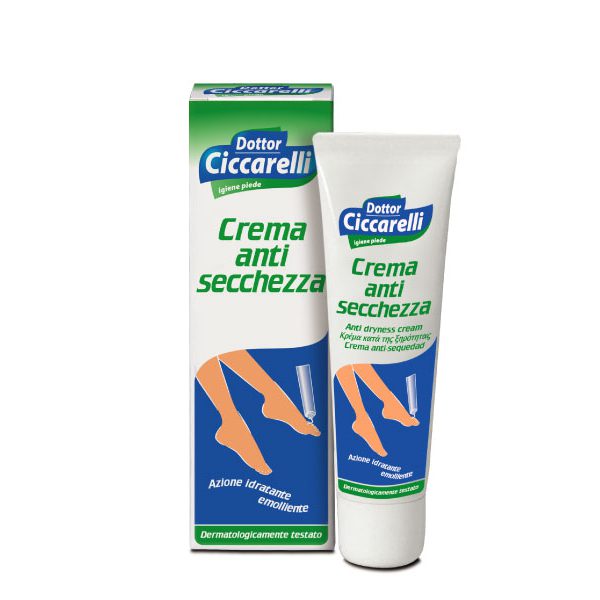 Dottor
Ciccarelli
igiene piede
Crema
anti
secchezza
Azione idratante
emolliente
Dermatologicamente testato
Dottor
Ciccarelli
igiene piede
Crema
anti
secchezza
Anti dryness cream
Κρέμα κατά της ξηρότητας
Crema anti-sequedad
Azione idratante
emolliente
Dermatologicamente testato